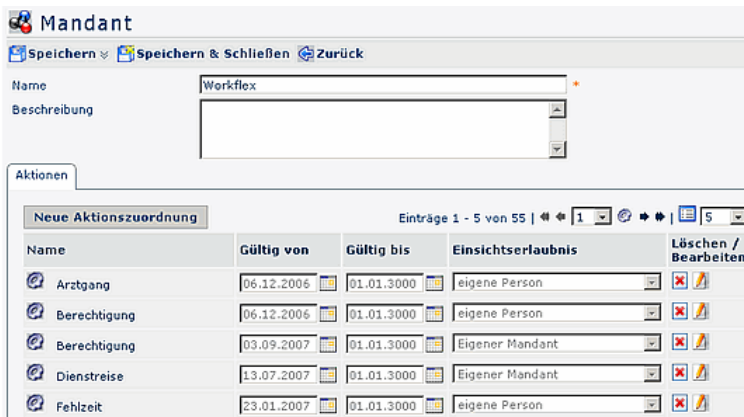 Mandant
Speichern Speichern & Schließen Zurück
Name Workflex *
Beschreibung
Aktionen
Neue Aktionszuordnung Einträge 1 - 5 von 55 | 1 | 5
Name Gültig von Gültig bis Einsichtserlaubnis Löschen / Bearbeiten
Arztgang 06.12.2006 01.01.3000 eigene Person
Berechtigung 06.12.2006 01.01.3000 eigene Person
Berechtigung 03.09.2007 01.01.3000 Eigener Mandant
Dienstreise 13.07.2007 01.01.3000 Eigener Mandant
Fehlzeit 23.01.2007 01.01.3000 eigene Person